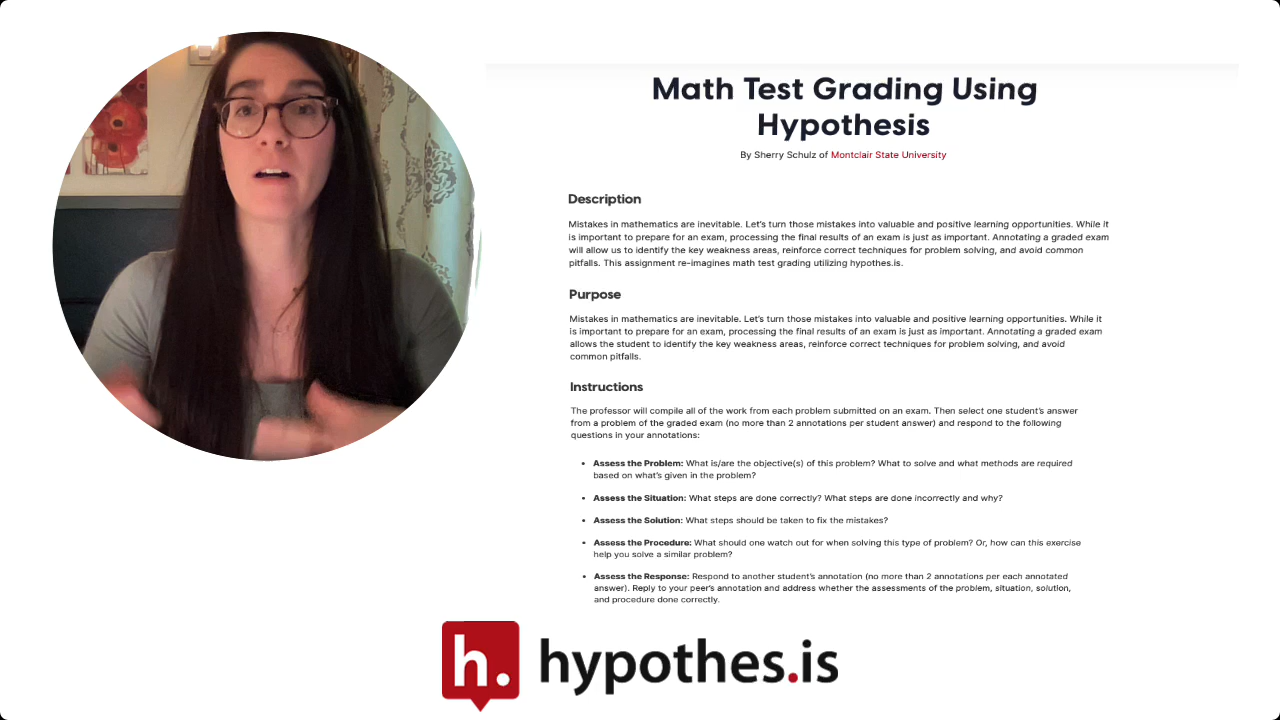 Math Test Grading Using
Hypothesis
By Sherry Schulz of Montclair State University
Description
Mistakes in mathematics are inevitable. Let's turn those mistakes into valuable and positive learning opportunities. While it
is important to prepare for an exam, processing the final results of an exam is just as important. Annotating a graded exam
will allow us to identify the key weakness areas, reinforce correct techniques for problem solving, and avoid common
pitfalls. This assignment re-imagines math test grading utilizing hypothes.is.
Purpose
Mistakes in mathematics are inevitable. Let's turn those mistakes into valuable and positive learning opportunities. While it
is important to prepare for an exam, processing the final results of an exam is just as important. Annotating a graded exam
allows the student to identify the key weakness areas, reinforce correct techniques for problem solving, and avoid
common pitfalls.
Instructions
The professor will compile all of the work from each problem submitted on an exam. Then select one student's answer
from a problem of the graded exam (no more than 2 annotations per student answer) and respond to the following
questions in your annotations:
• Assess the Problem: What is/are the objective(s) of this problem? What to solve and what methods are required
based on what's given in the problem?
• Assess the Situation: What steps are done correctly? What steps are done incorrectly and why?
• Assess the Solution: What steps should be taken to fix the mistakes?
• Assess the Procedure: What should one watch out for when solving this type of problem? Or, how can this exercise
help you solve a similar problem?
• Assess the Response: Respond to another student's annotation (no more than 2 annotations per each annotated
answer). Reply to your peer's annotation and address whether the assessments of the problem, situation, solution,
and procedure done correctly.
h. hypothes.is